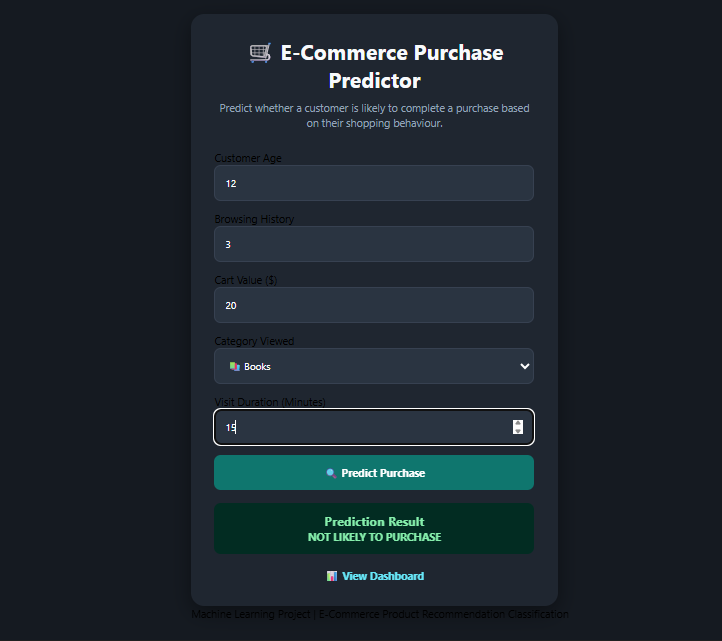 E-Commerce Purchase
Predictor
Predict whether a customer is likely to complete a purchase based
on their shopping behaviour.
Customer Age
12
Browsing History
3
Cart Value ($)
20
Category Viewed
Books
Visit Duration (Minutes)
15
Predict Purchase
Prediction Result
NOT LIKELY TO PURCHASE
View Dashboard
Machine Learning Project | E-Commerce Product Recommendation Classification